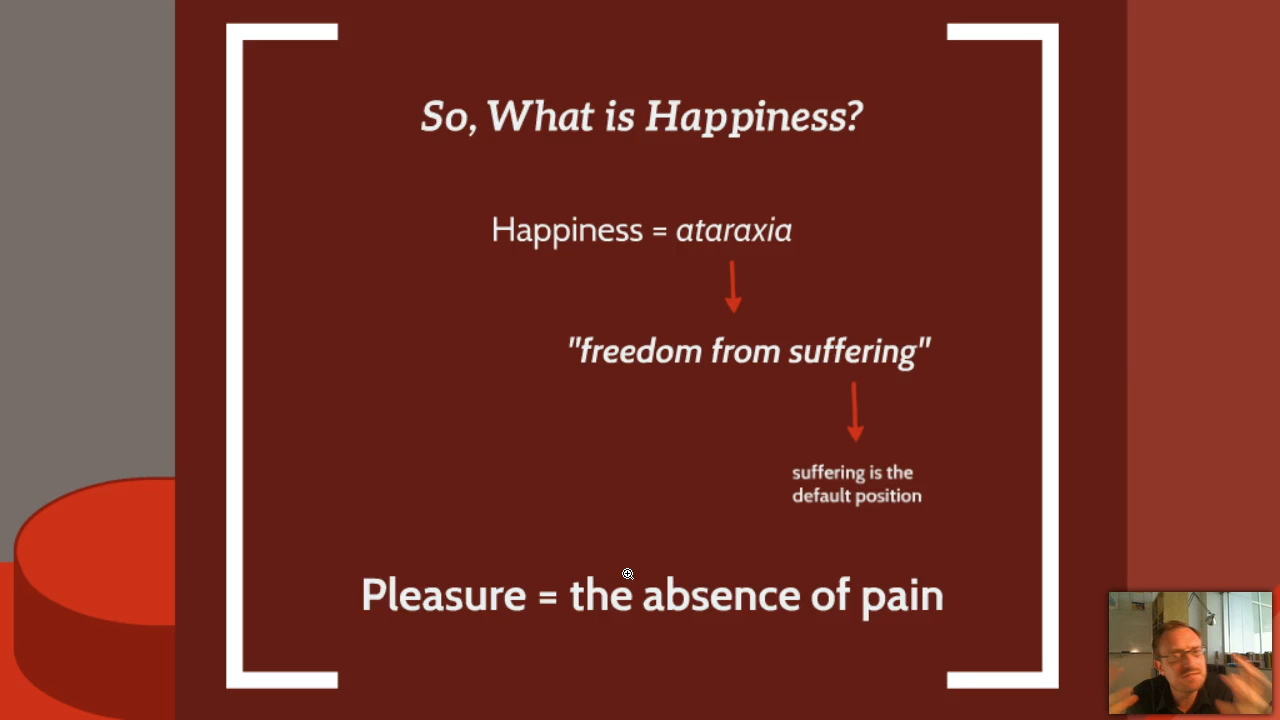 So, What is Happiness?
Happiness = ataraxia
"freedom from suffering"
suffering is the
default position
Pleasure = the absence of pain